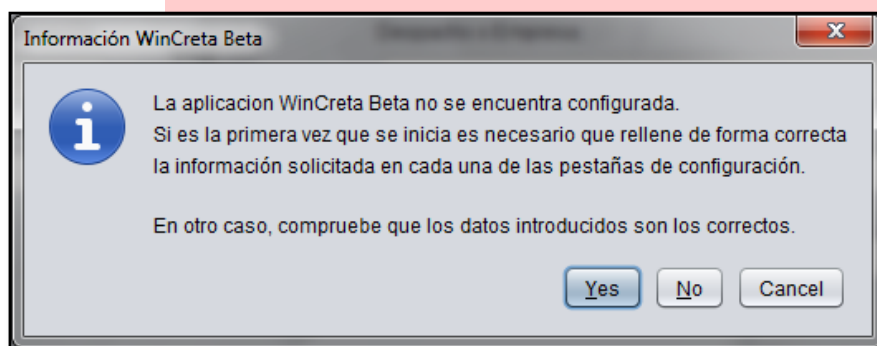 Información WinCreta Beta
La aplicacion WinCreta Beta no se encuentra configurada.
Si es la primera vez que se inicia es necesario que rellene de forma correcta
la información solicitada en cada una de las pestañas de configuración.
En otro caso, compruebe que los datos introducidos son los correctos.
Yes No Cancel